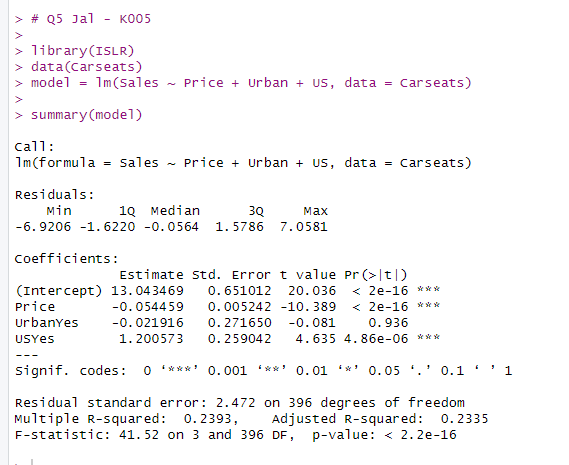 > # Q5 Jal - K005
>
> library(ISLR)
> data(Carseats)
> model = lm(Sales ~ Price + Urban + US, data = Carseats)
>
> summary(model)
Call:
lm(formula = Sales ~ Price + Urban + US, data = Carseats)
Residuals:
    Min      1Q  Median      3Q     Max
-6.9206 -1.6220 -0.0564  1.5786  7.0581
Coefficients:
             Estimate Std. Error t value Pr(>|t|)
(Intercept) 13.043469   0.651012  20.036  < 2e-16 ***
Price       -0.054459   0.005242 -10.389  < 2e-16 ***
UrbanYes    -0.021916   0.271650  -0.081    0.936
USYes        1.200573   0.259042   4.635 4.86e-06 ***
---
Signif. codes:  0 ‘***’ 0.001 ‘**’ 0.01 ‘*’ 0.05 ‘.’ 0.1 ‘ ’ 1
Residual standard error: 2.472 on 396 degrees of freedom
Multiple R-squared:  0.2393,    Adjusted R-squared:  0.2335
F-statistic: 41.52 on 3 and 396 DF,  p-value: < 2.2e-16